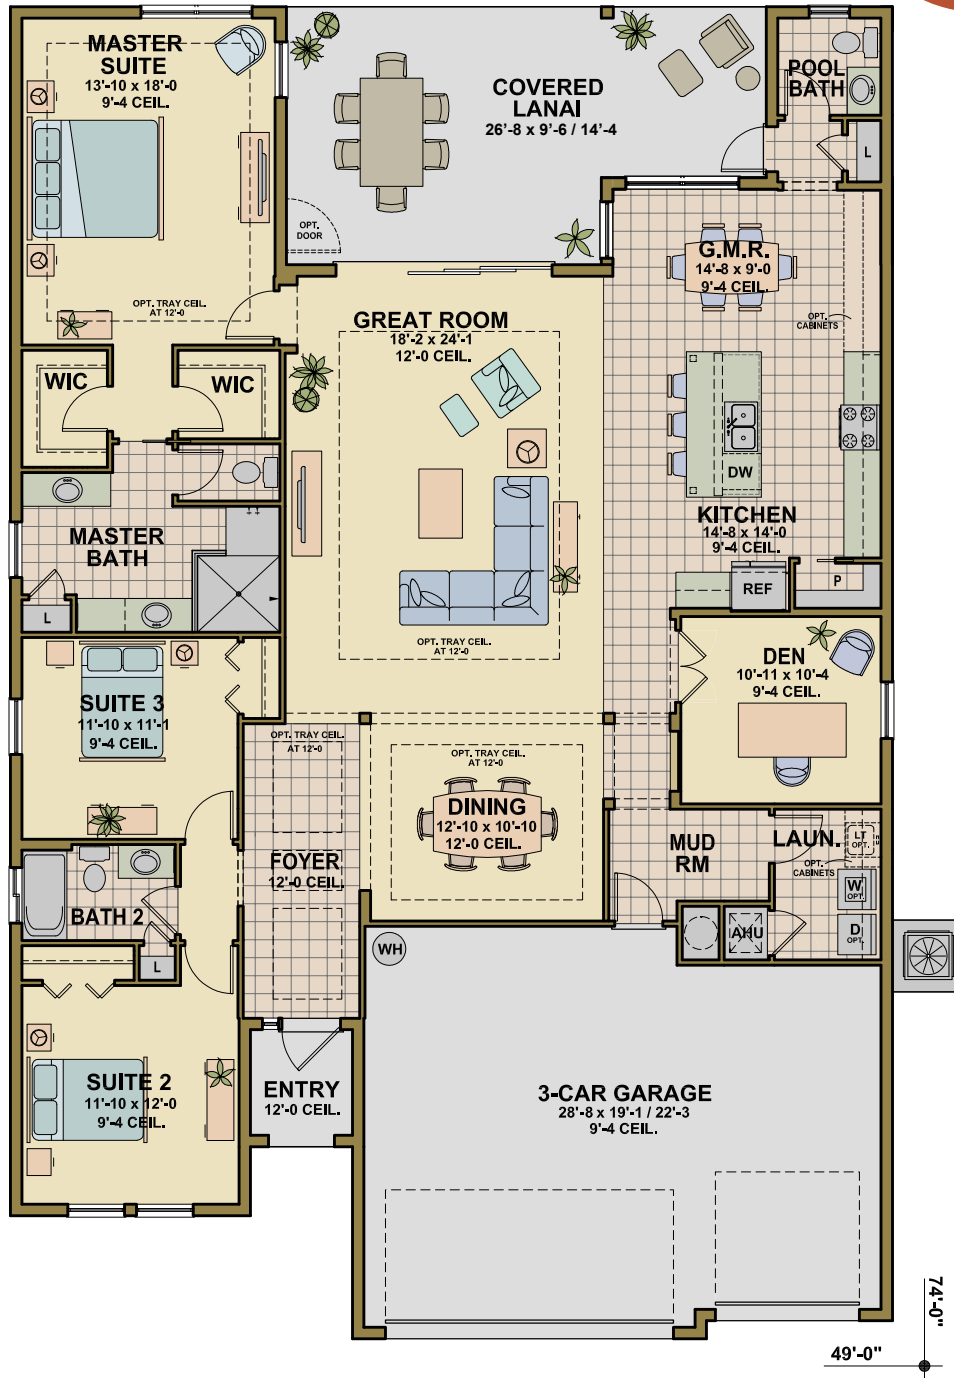 MASTER
SUITE
13'-10 x 18'-0
9'-4 CEIL.
OPT. TRAY CEIL.
AT 12'-0
COVERED
LANAI
26'-8 x 9'-6 / 14'-4
OPT.
DOOR
POOL
BATH
L
G.M.R.
14'-8 x 9'-0
9'-4 CEIL.
OPT.
CABINETS
GREAT ROOM
18'-2 x 24'-1
12'-0 CEIL.
OPT. TRAY CEIL.
AT 12'-0
WIC
WIC
DW
KITCHEN
14'-8 x 14'-0
9'-4 CEIL.
REF
P
MASTER
BATH
L
DEN
10'-11 x 10'-4
9'-4 CEIL.
SUITE 3
11'-10 x 11'-1
9'-4 CEIL.
OPT. TRAY CEIL.
AT 12'-0
OPT. TRAY CEIL.
AT 12'-0
DINING
12'-10 x 10'-10
12'-0 CEIL.
FOYER
12'-0 CEIL.
MUD
RM
LAUN.
LT
OPT.
OPT.
CABINETS
W
OPT.
D
OPT.
AHU
BATH 2
L
WH
SUITE 2
11'-10 x 12'-0
9'-4 CEIL.
ENTRY
12'-0 CEIL.
3-CAR GARAGE
28'-8 x 19'-1 / 22'-3
9'-4 CEIL.
74'-0"
49'-0"